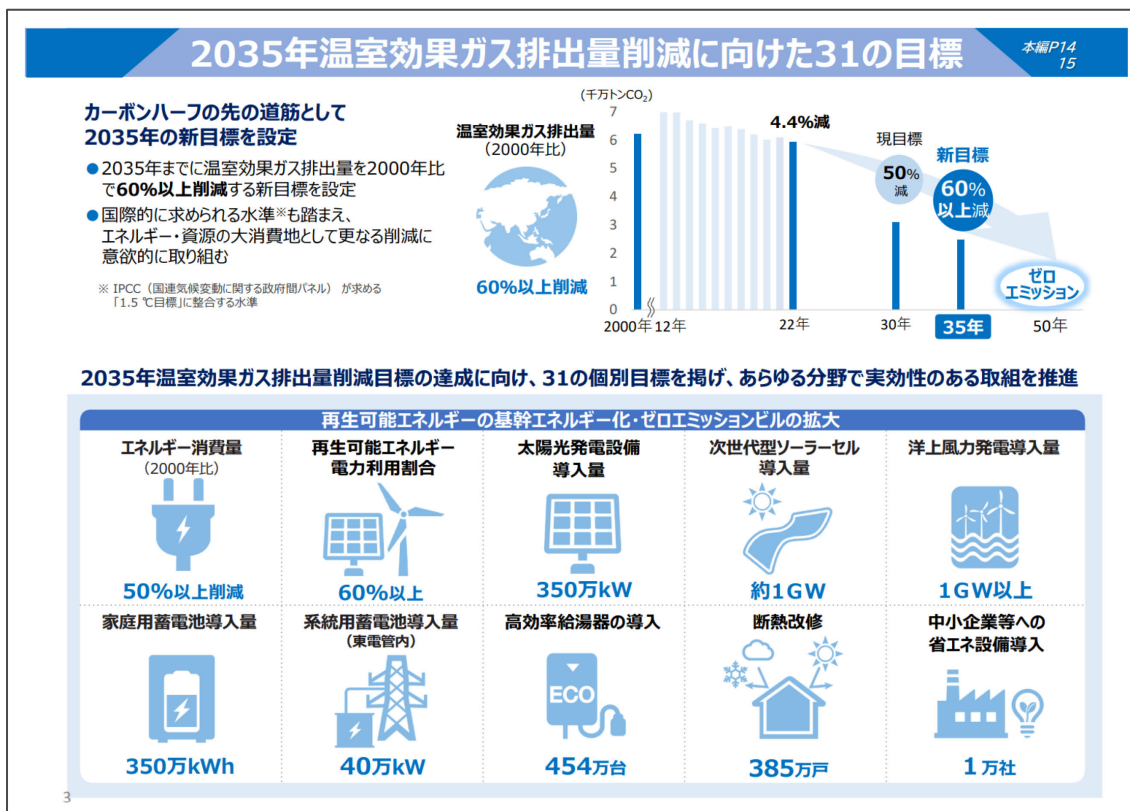 2035年温室効果ガス排出量削減に向けた31の目標
本編P14
15
カーボンハーフの先の道筋として
2035年の新目標を設定
●2035年までに温室効果ガス排出量を2000年比
で60%以上削減する新目標を設定
●国際的に求められる水準※も踏まえ、
エネルギー・資源の大消費地として更なる削減に
意欲的に取り組む
※ IPCC（国連気候変動に関する政府間パネル） が求める
「1.5 ℃目標」に整合する水準
温室効果ガス排出量
(2000年比)
60%以上削減
(千万トンCO₂)
7
6
5
4
3
2
1
0
4.4%減
現目標
50%
減
新目標
60%
以上減
ゼロ
エミッション
2000年
12年
22年
30年
35年
50年
2035年温室効果ガス排出量削減目標の達成に向け、31の個別目標を掲げ、あらゆる分野で実効性のある取組を推進
再生可能エネルギーの基幹エネルギー化・ゼロエミッションビルの拡大
エネルギー消費量
(2000年比)
50%以上削減
再生可能エネルギー
電力利用割合
60%以上
太陽光発電設備
導入量
350万kW
次世代型ソーラーセル
導入量
約1GW
洋上風力発電導入量
1GW以上
家庭用蓄電池導入量
350万kWh
系統用蓄電池導入量
(東電管内)
40万kW
高効率給湯器の導入
ECO
454万台
断熱改修
385万戸
中小企業等への
省エネ設備導入
1万社
3